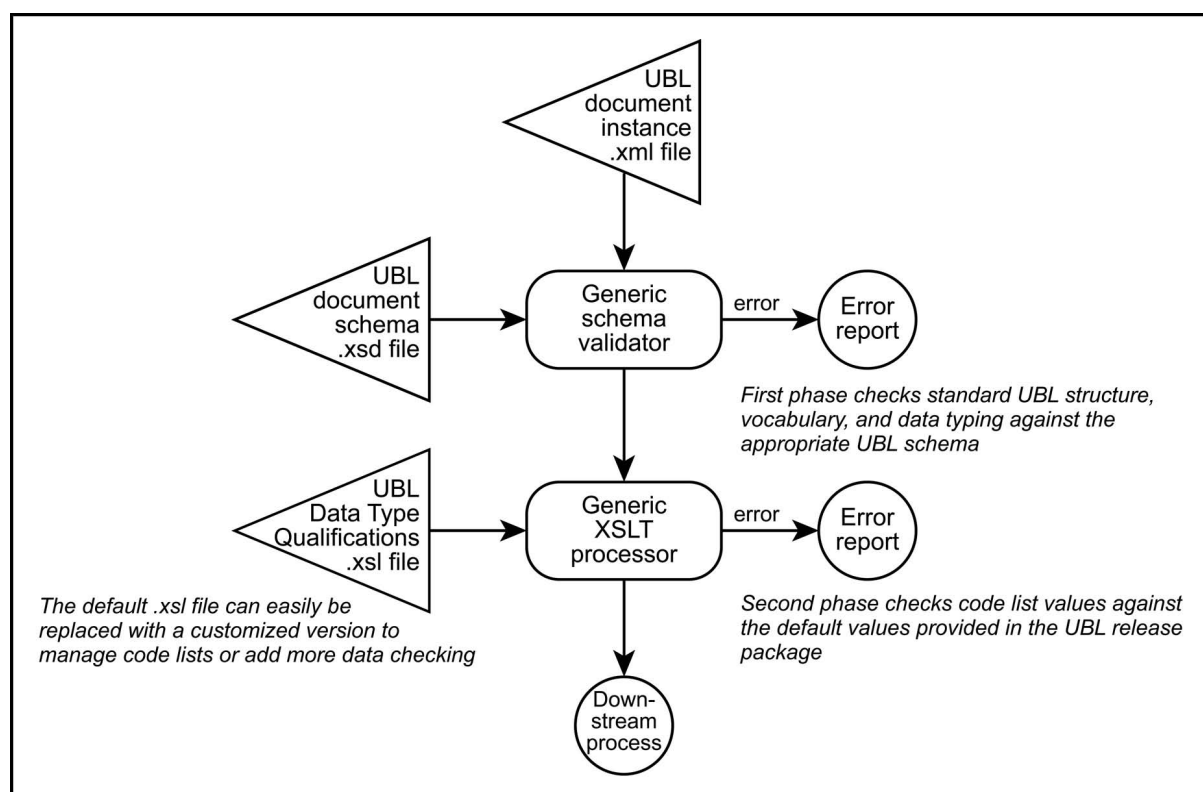 UBL
document
instance
.xml file
UBL
document
schema
.xsd file
Generic
schema
validator
error
Error
report
First phase checks standard UBL structure,
vocabulary, and data typing against the
appropriate UBL schema
UBL
Data Type
Qualifications
.xsl file
Generic
XSLT
processor
error
Error
report
The default .xsl file can easily be
replaced with a customized version to
manage code lists or add more data checking
Second phase checks code list values against
the default values provided in the UBL release
package
Down-
stream
process